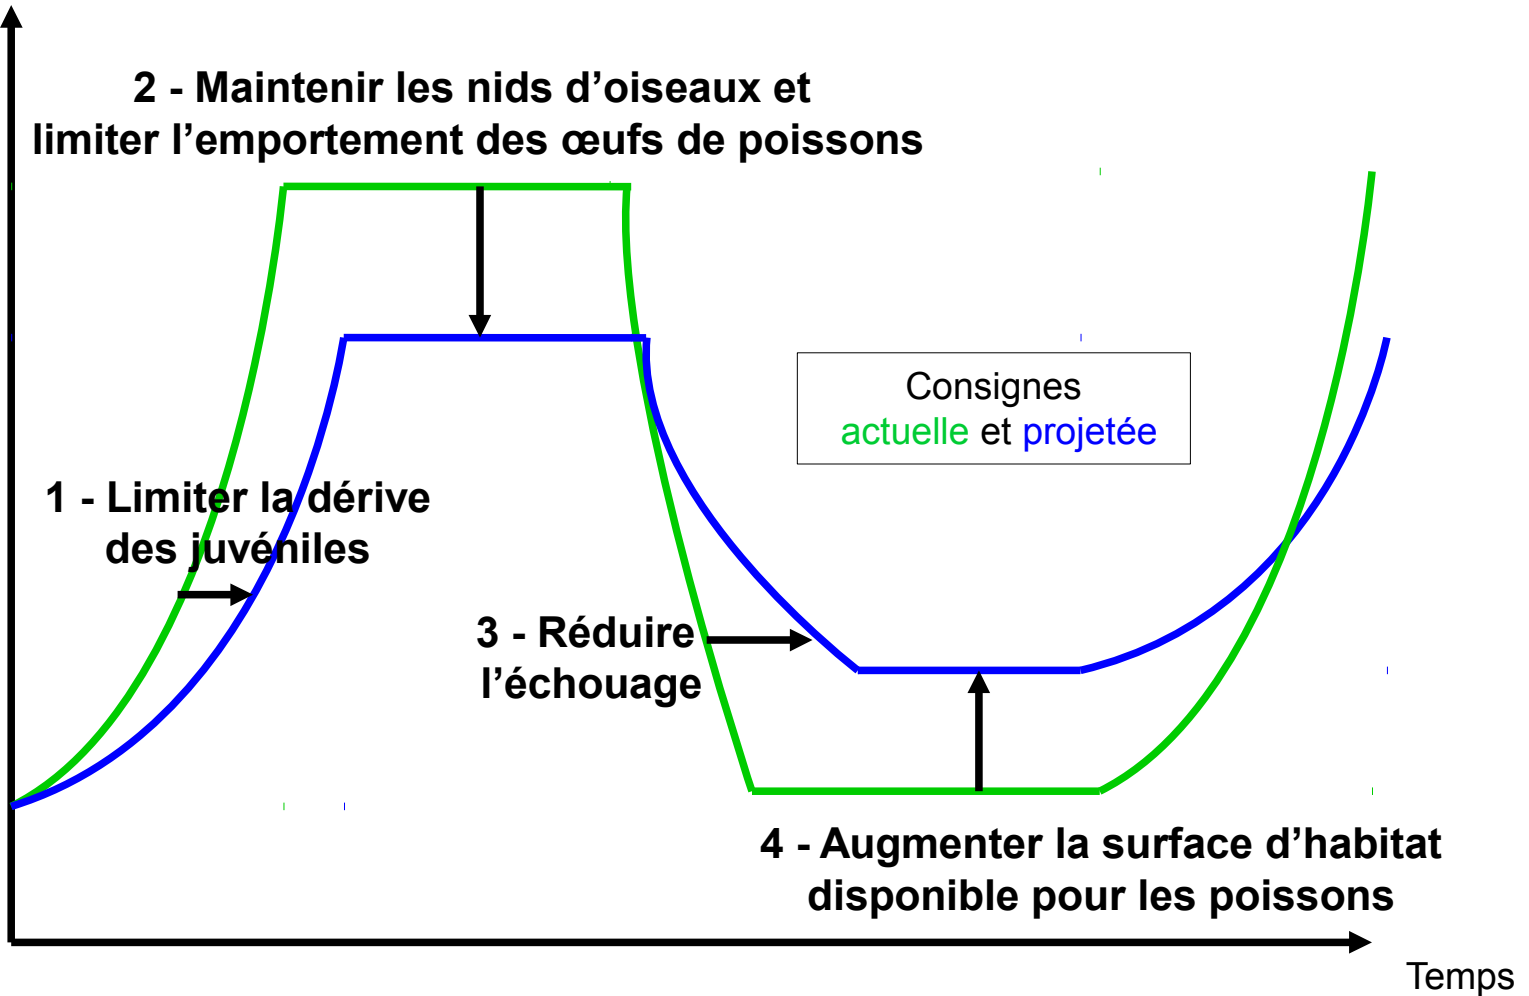 2 - Maintenir les nids d’oiseaux et
limiter l’emportement des œufs de poissons
Consignes
actuelle et projetée
1 - Limiter la dérive
des juvéniles
3 - Réduire
l’échouage
4 - Augmenter la surface d’habitat
disponible pour les poissons
Temps